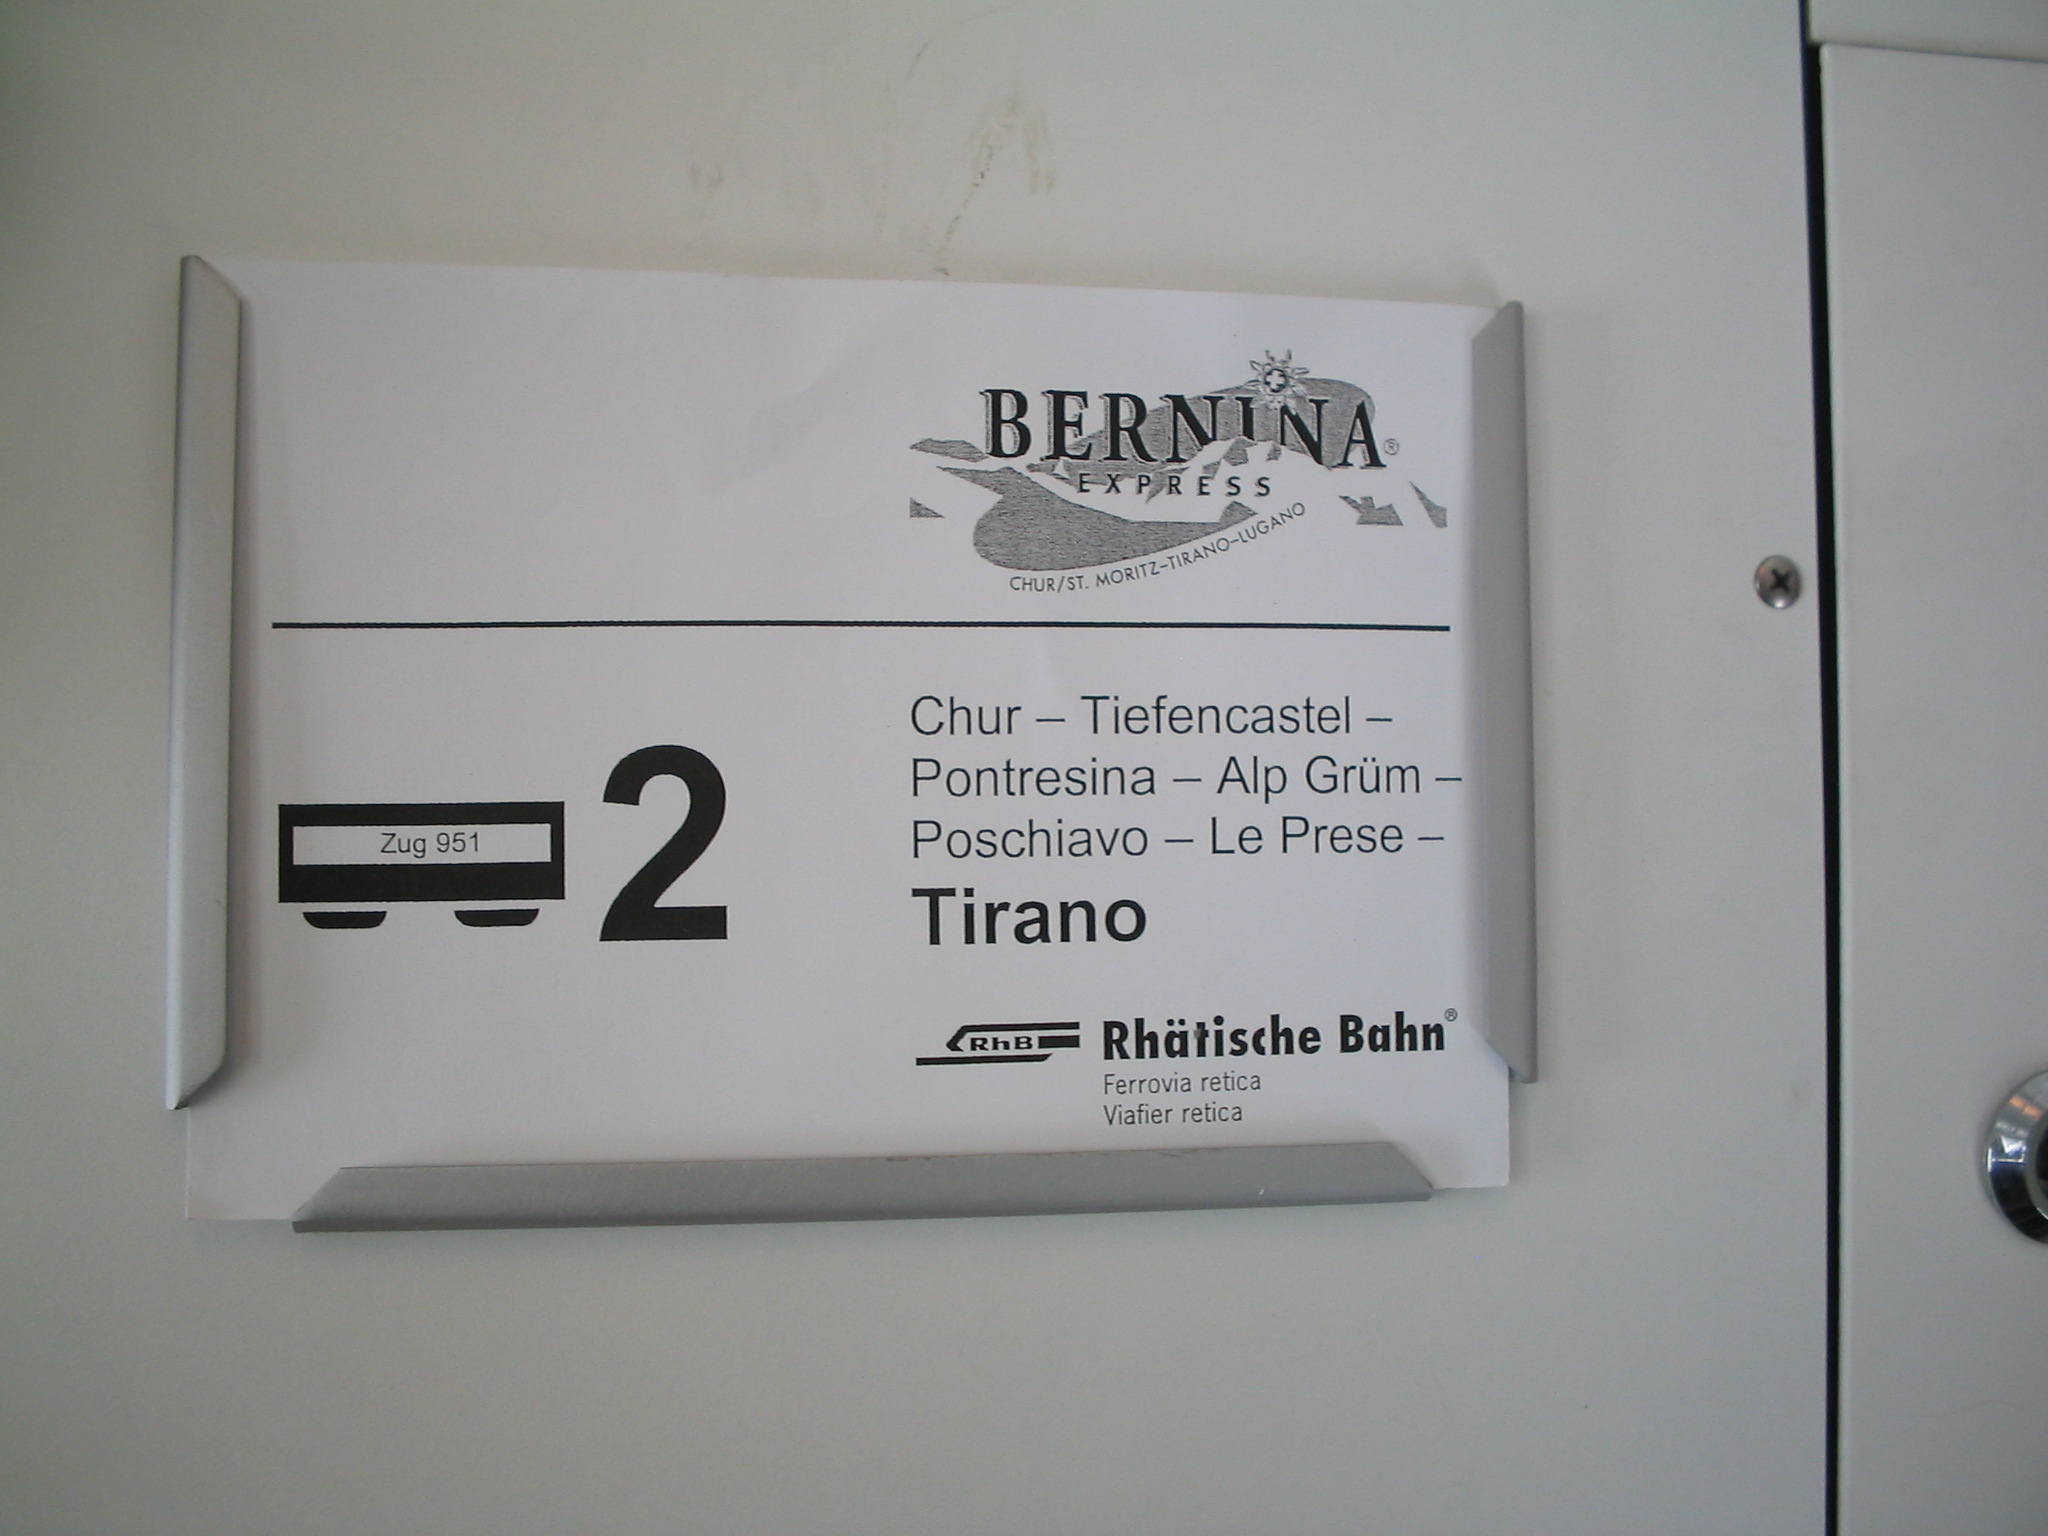 BERNINA®
EXPRESS
CHUR/ST. MORITZ–TIRANO–LUGANO
Zug 951
2
Chur – Tiefencastel –
Pontresina – Alp Grüm –
Poschiavo – Le Prese –
Tirano
RhB Rhätische Bahn®
Ferrovia retica
Viafier retica